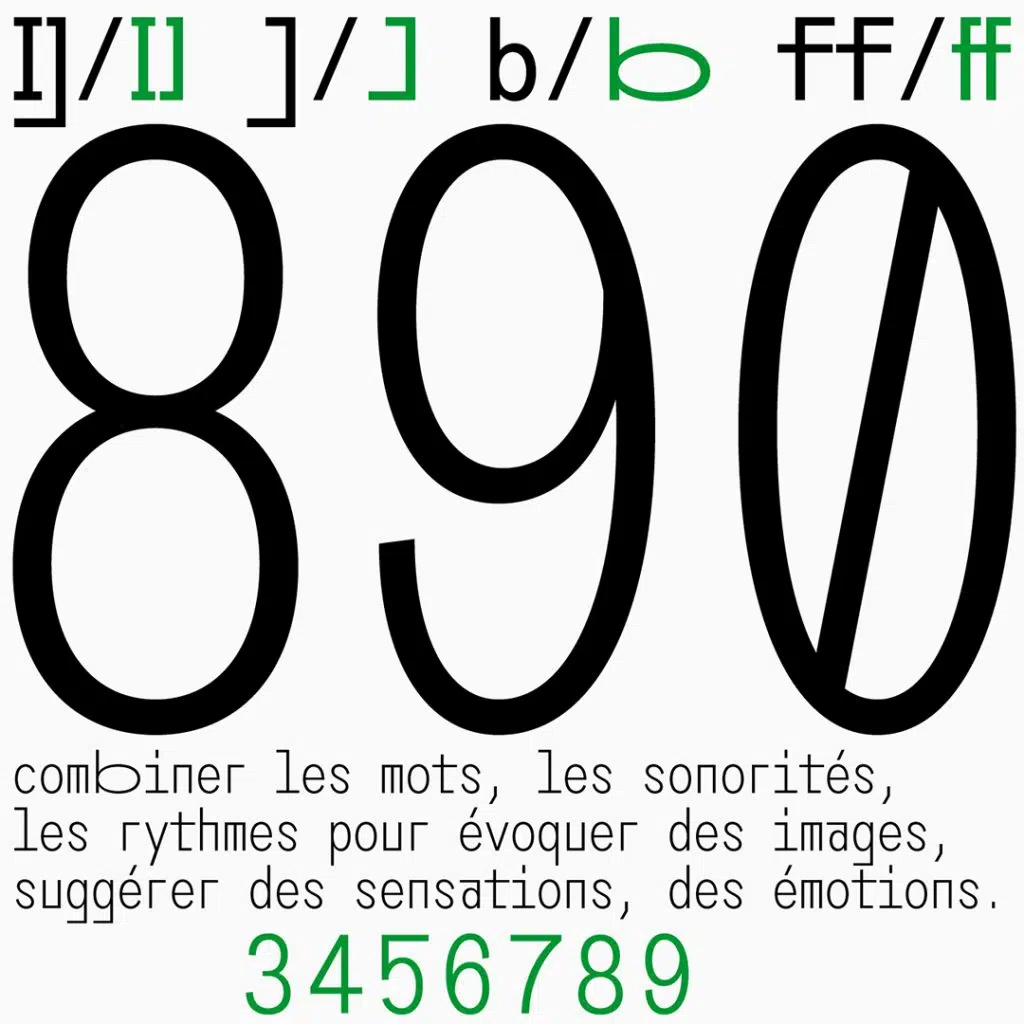 IJ/IJ J/J b/b ff/ff
890
combiner les mots, les sonorités,
les rythmes pour évoquer des images,
suggérer des sensations, des émotions.
3456789